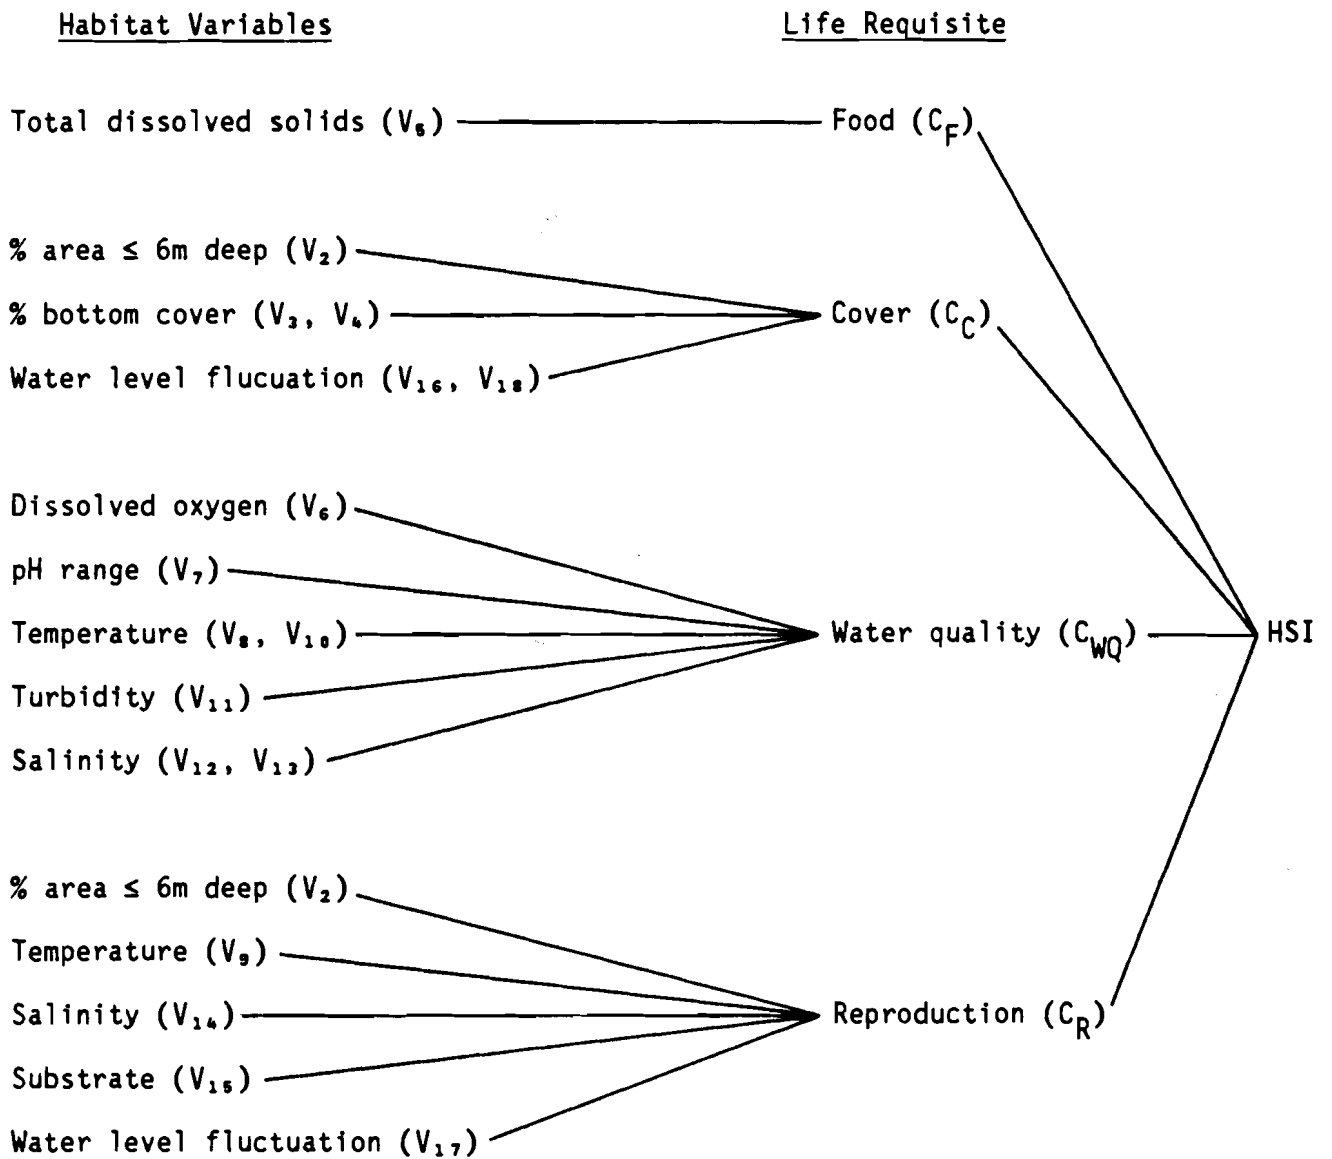 Habitat Variables Life Requisite
Total dissolved solids (V₅) Food (C_F)
% area ≤ 6m deep (V₂)
% bottom cover (V₃, V₄) Cover (C_C)
Water level flucuation (V₁₆, V₁₈)
Dissolved oxygen (V₆)
pH range (V₇)
Temperature (V₈, V₁₀) Water quality (C_WQ) HSI
Turbidity (V₁₁)
Salinity (V₁₂, V₁₃)
% area ≤ 6m deep (V₂)
Temperature (V₉)
Salinity (V₁₄) Reproduction (C_R)
Substrate (V₁₅)
Water level fluctuation (V₁₇)